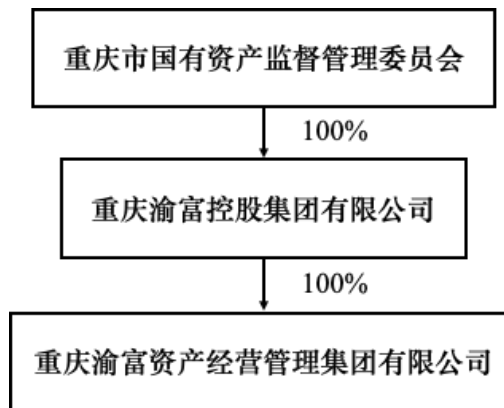 重庆市国有资产监督管理委员会
100%
重庆渝富控股集团有限公司
100%
重庆渝富资产经营管理集团有限公司